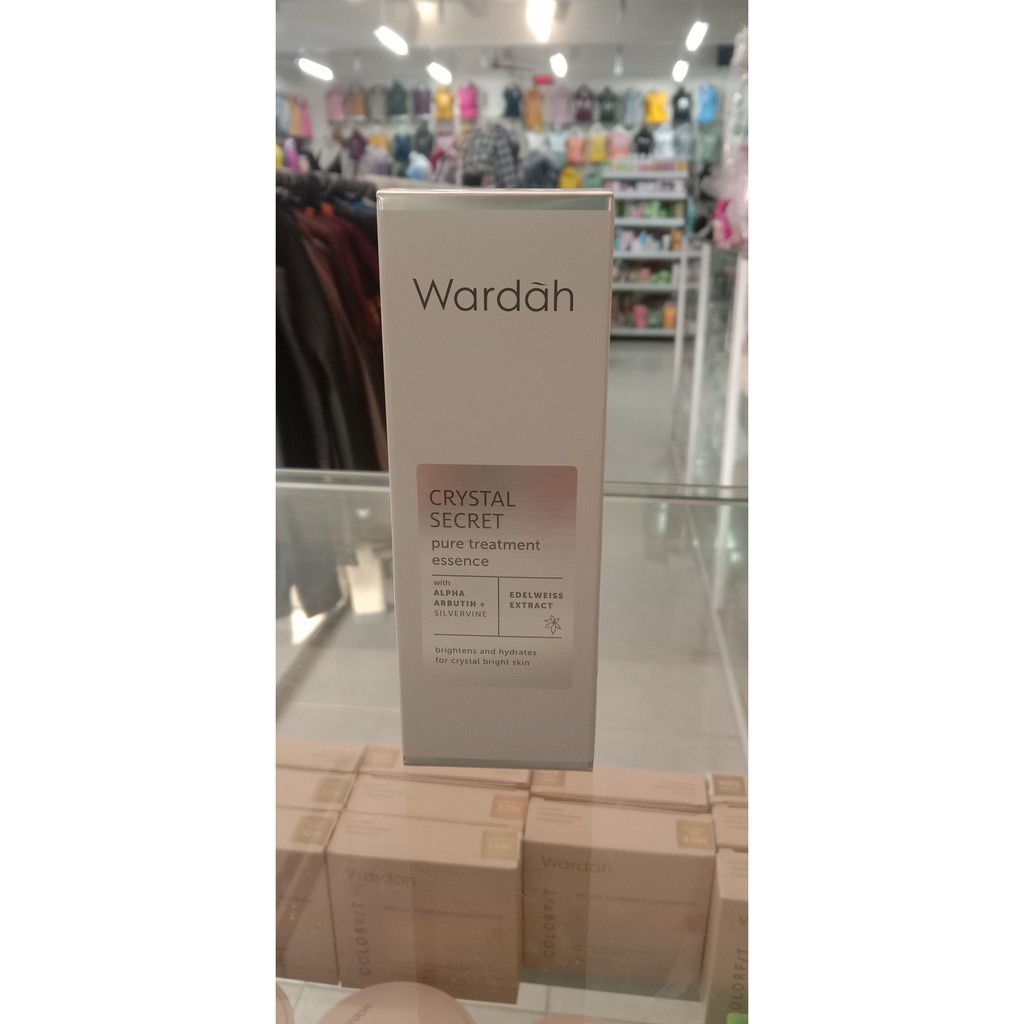 Wardah
CRYSTAL
SECRET
pure treatment
essence
with
ALPHA
ARBUTIN +
SILVERVINE
EDELWEISS
EXTRACT
brightens and hydrates
for crystal bright skin
Wardah
COLORFIT
Wardah
COLORFIT
COLORFIT